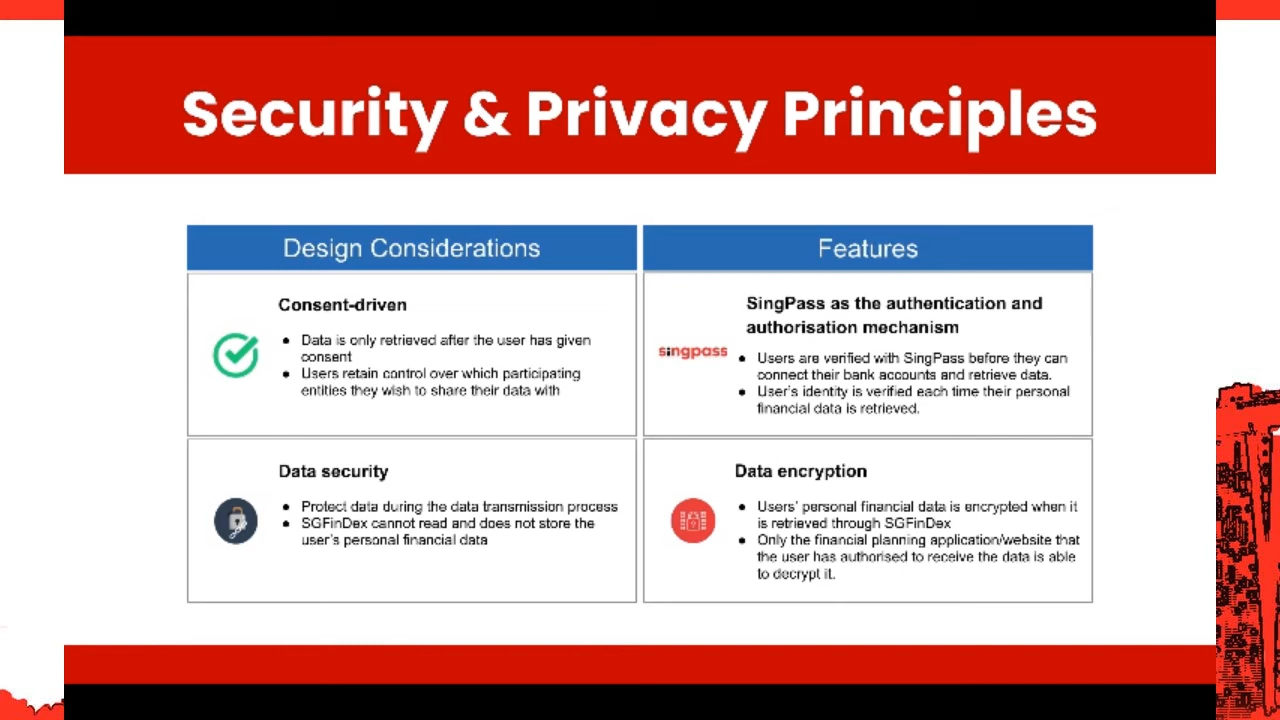 Security & Privacy Principles
Design Considerations
Features
Consent-driven
● Data is only retrieved after the user has given
consent
● Users retain control over which participating
entities they wish to share their data with
SingPass as the authentication and
authorisation mechanism
singpass
● Users are verified with SingPass before they can
connect their bank accounts and retrieve data.
● User's identity is verified each time their personal
financial data is retrieved.
Data security
● Protect data during the data transmission process
● SGFinDex cannot read and does not store the
user's personal financial data
Data encryption
● Users' personal financial data is encrypted when it
is retrieved through SGFinDex
● Only the financial planning application/website that
the user has authorised to receive the data is able
to decrypt it.